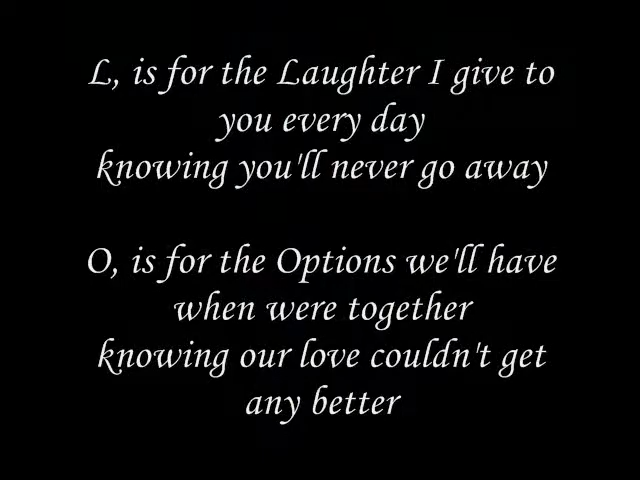 L, is for the Laughter I give to
you every day
knowing you'll never go away
O, is for the Options we'll have
when were together
knowing our love couldn't get
any better